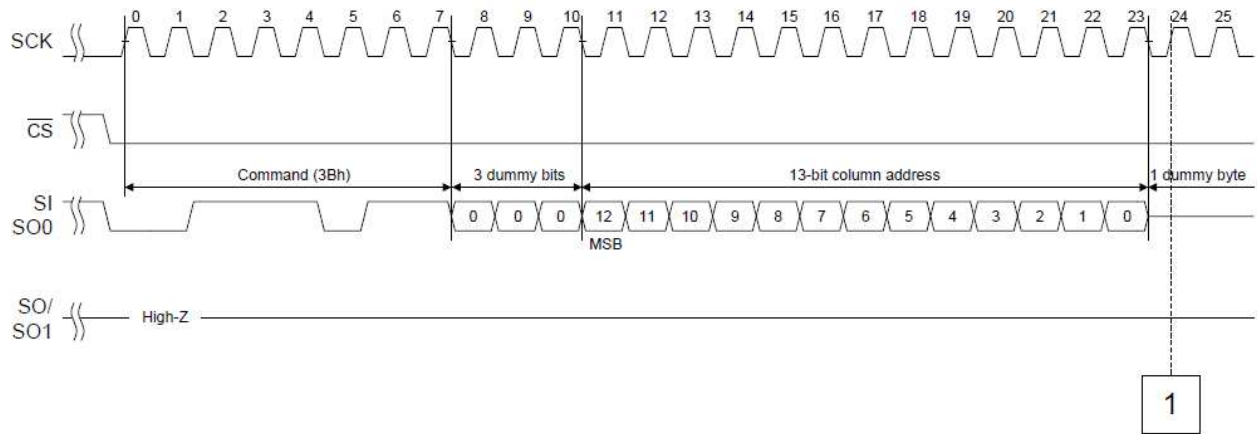 0 1 2 3 4 5 6 7 8 9 10 11 12 13 14 15 16 17 18 19 20 21 22 23 24 25
SCK
CS
Command (3Bh) 3 dummy bits 13-bit column address 1 dummy byte
SI
SO0
0 0 0 12 11 10 9 8 7 6 5 4 3 2 1 0
MSB
SO/
SO1
High-Z
1